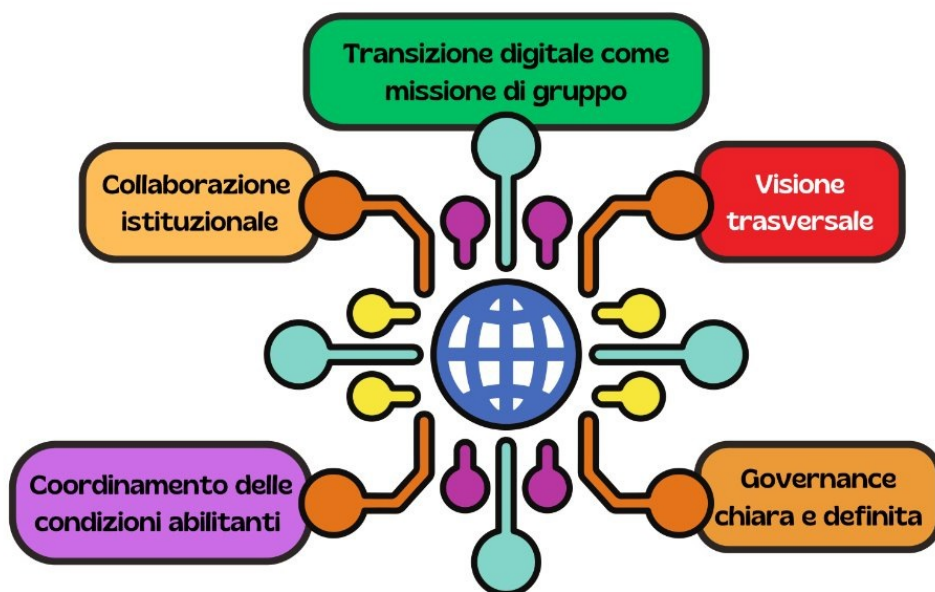 Transizione digitale come
missione di gruppo
Collaborazione
istituzionale
Visione
trasversale
Coordinamento delle
condizioni abilitanti
Governance
chiara e definita